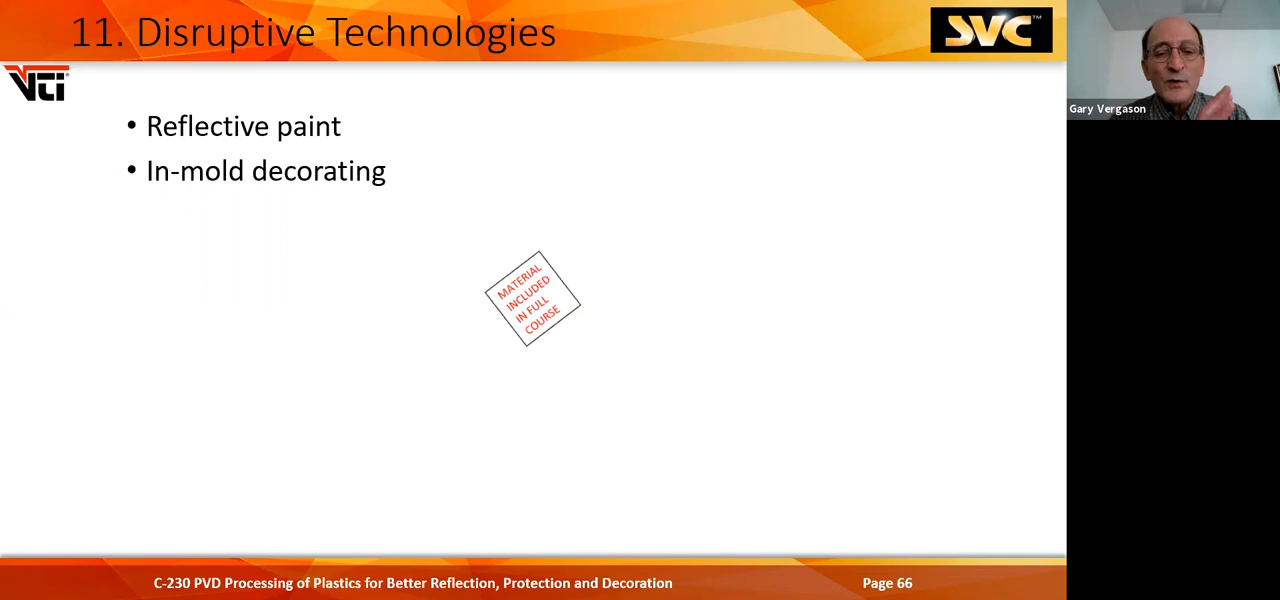 11. Disruptive Technologies
SVC™
VTI
• Reflective paint
• In-mold decorating
MATERIAL
INCLUDED
IN FULL
COURSE
Gary Vergason
C-230 PVD Processing of Plastics for Better Reflection, Protection and Decoration
Page 66